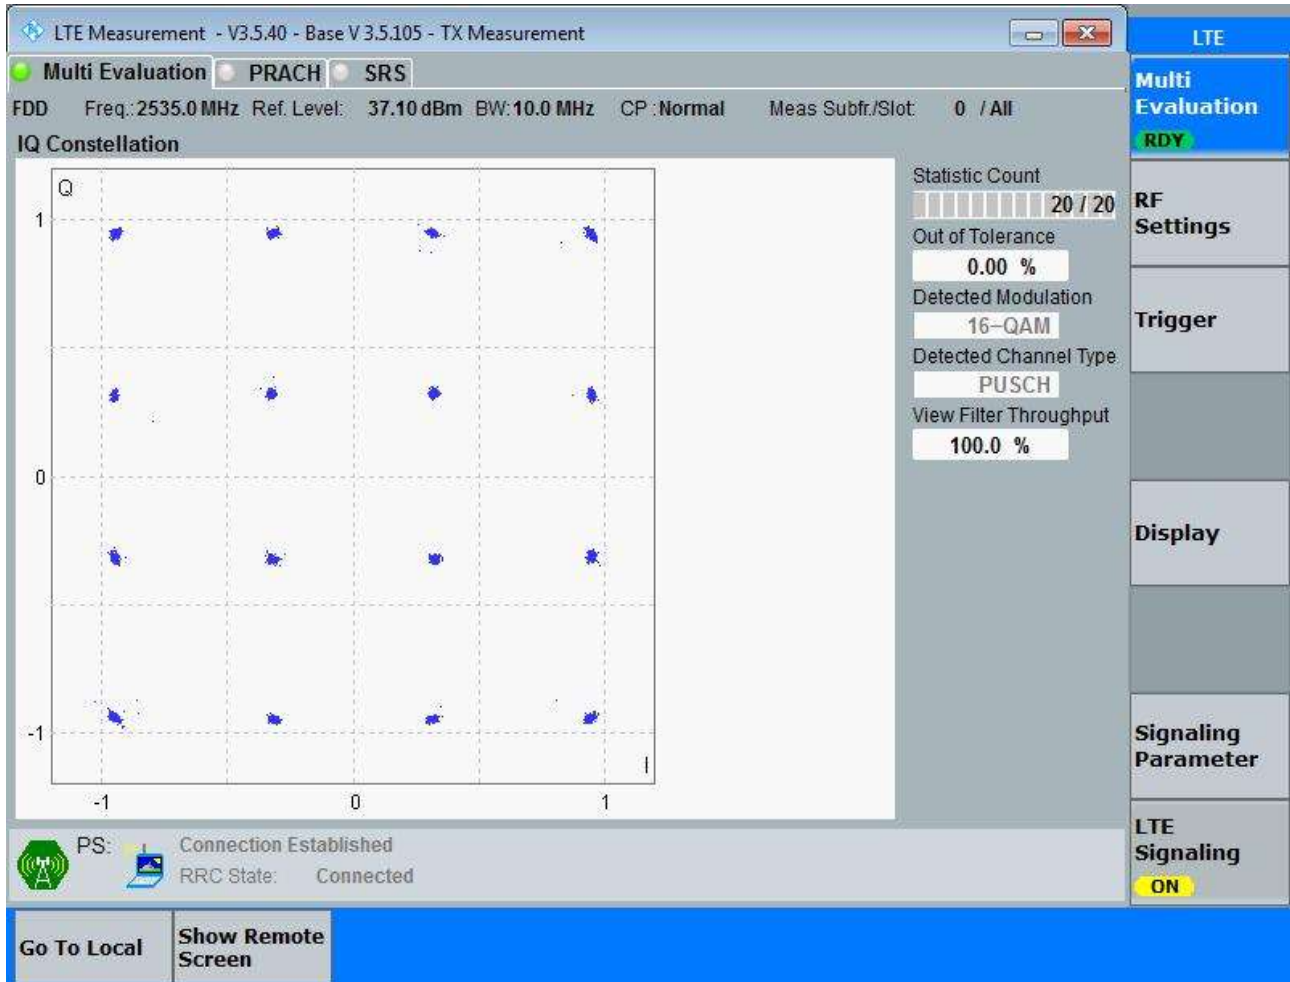 LTE Measurement - V3.5.40 - Base V 3.5.105 - TX Measurement
LTE
Multi Evaluation PRACH SRS
FDD Freq.: 2535.0 MHz Ref. Level: 37.10 dBm BW: 10.0 MHz CP : Normal Meas Subfr./Slot: 0 / All
Multi
Evaluation
RDY
IQ Constellation
Q
1
0
-1
-1 0 1
I
Statistic Count
20 / 20
Out of Tolerance
0.00 %
Detected Modulation
16-QAM
Detected Channel Type
PUSCH
View Filter Throughput
100.0 %
RF
Settings
Trigger
Display
Signaling
Parameter
LTE
Signaling
ON
PS: Connection Established
RRC State: Connected
Go To Local
Show Remote
Screen